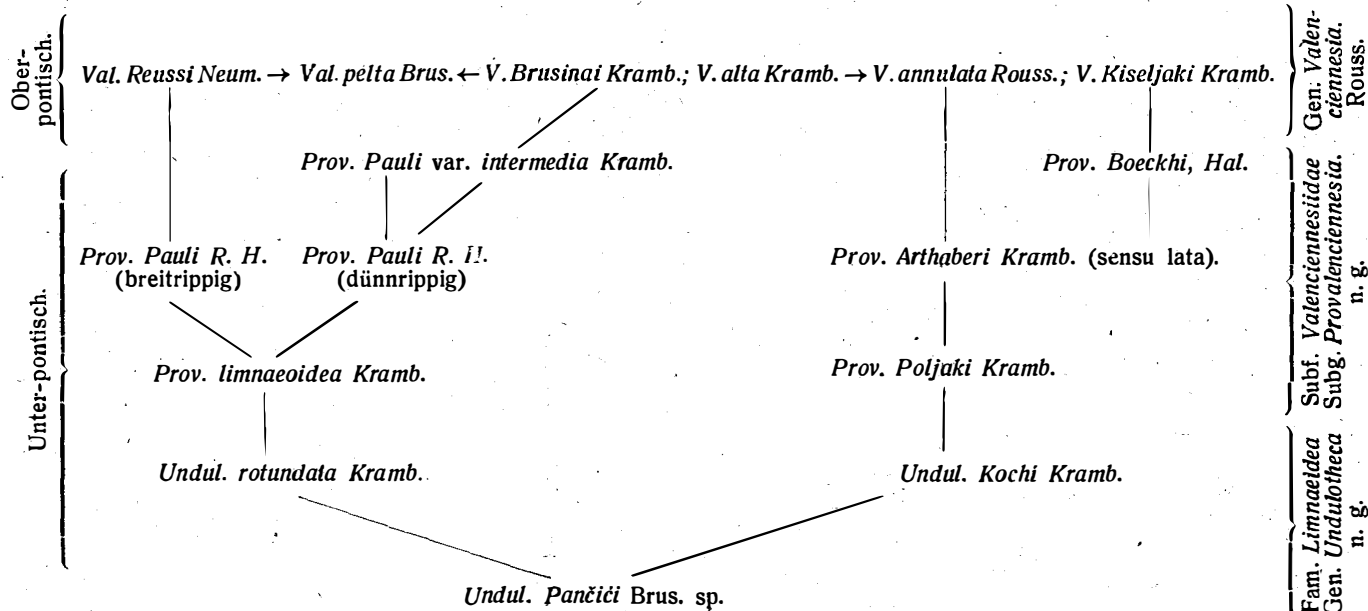 Ober-
pontisch.
Val. Reussi Neum. → Val. pelta Brus. ← V. Brusinai Kramb.; V. alta Kramb. → V. annulata Rouss.; V. Kiseljaki Kramb.
Gen. Valen-
ciennesia.
Rouss.
Prov. Pauli var. intermedia Kramb.
Prov. Boeckhi, Hal.
Unter-pontisch.
Prov. Pauli R. H.
(breitrippig)
Prov. Pauli R. H.
(dünnrippig)
Prov. Arthaberi Kramb. (sensu lata).
Subf. Valenciennesiidae
Subg. Provalenciennesia.
n. g.
Prov. limnaeoidea Kramb.
Prov. Poljaki Kramb.
Undul. rotundata Kramb.
Undul. Kochi Kramb.
Fam. Limnaeidea
Gen. Undulotheca
n. g.
Undul. Pančići Brus. sp.